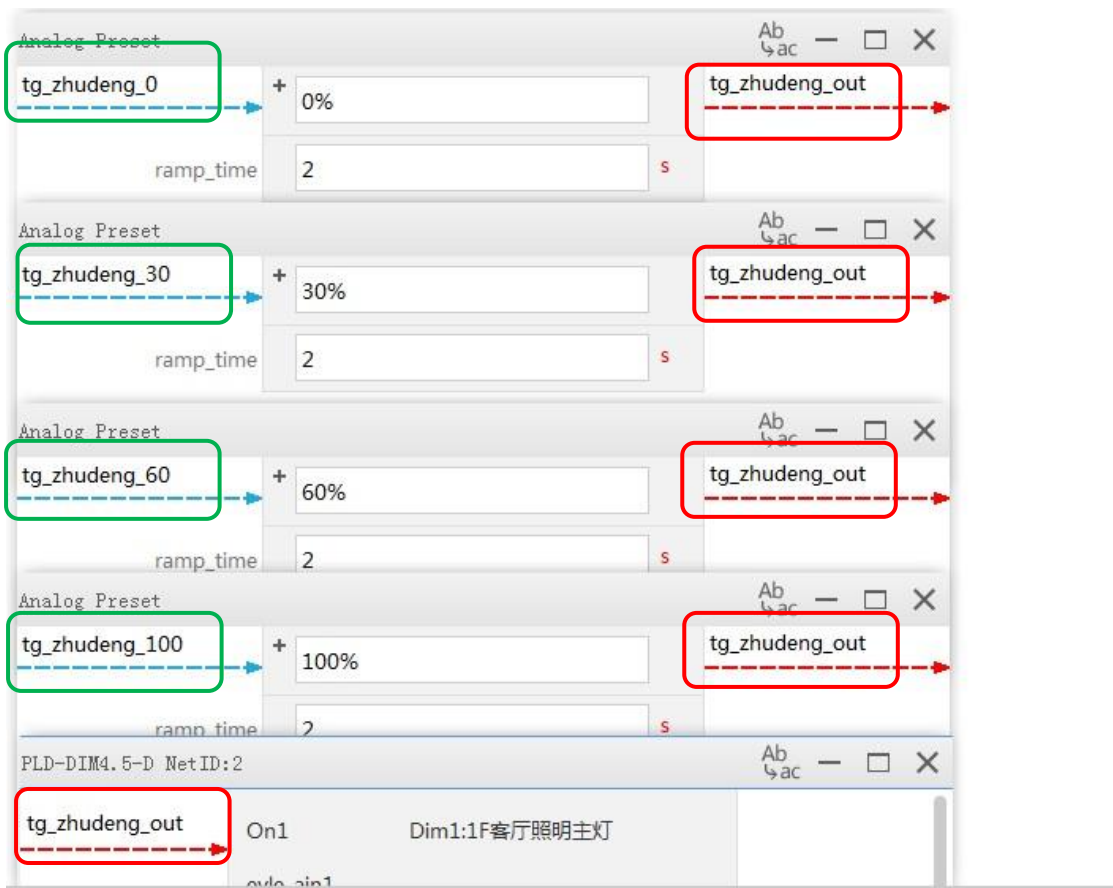 Analog Preset
Ab
ac
tg_zhudeng_0
+
0%
tg_zhudeng_out
ramp_time
2
s
Analog Preset
Ab
ac
tg_zhudeng_30
+
30%
tg_zhudeng_out
ramp_time
2
s
Analog Preset
Ab
ac
tg_zhudeng_60
+
60%
tg_zhudeng_out
ramp_time
2
s
Analog Preset
Ab
ac
tg_zhudeng_100
+
100%
tg_zhudeng_out
ramp time
2
s
PLD-DIM4.5-D NetID:2
Ab
ac
tg_zhudeng_out
On1
Dim1:1F客厅照明主灯